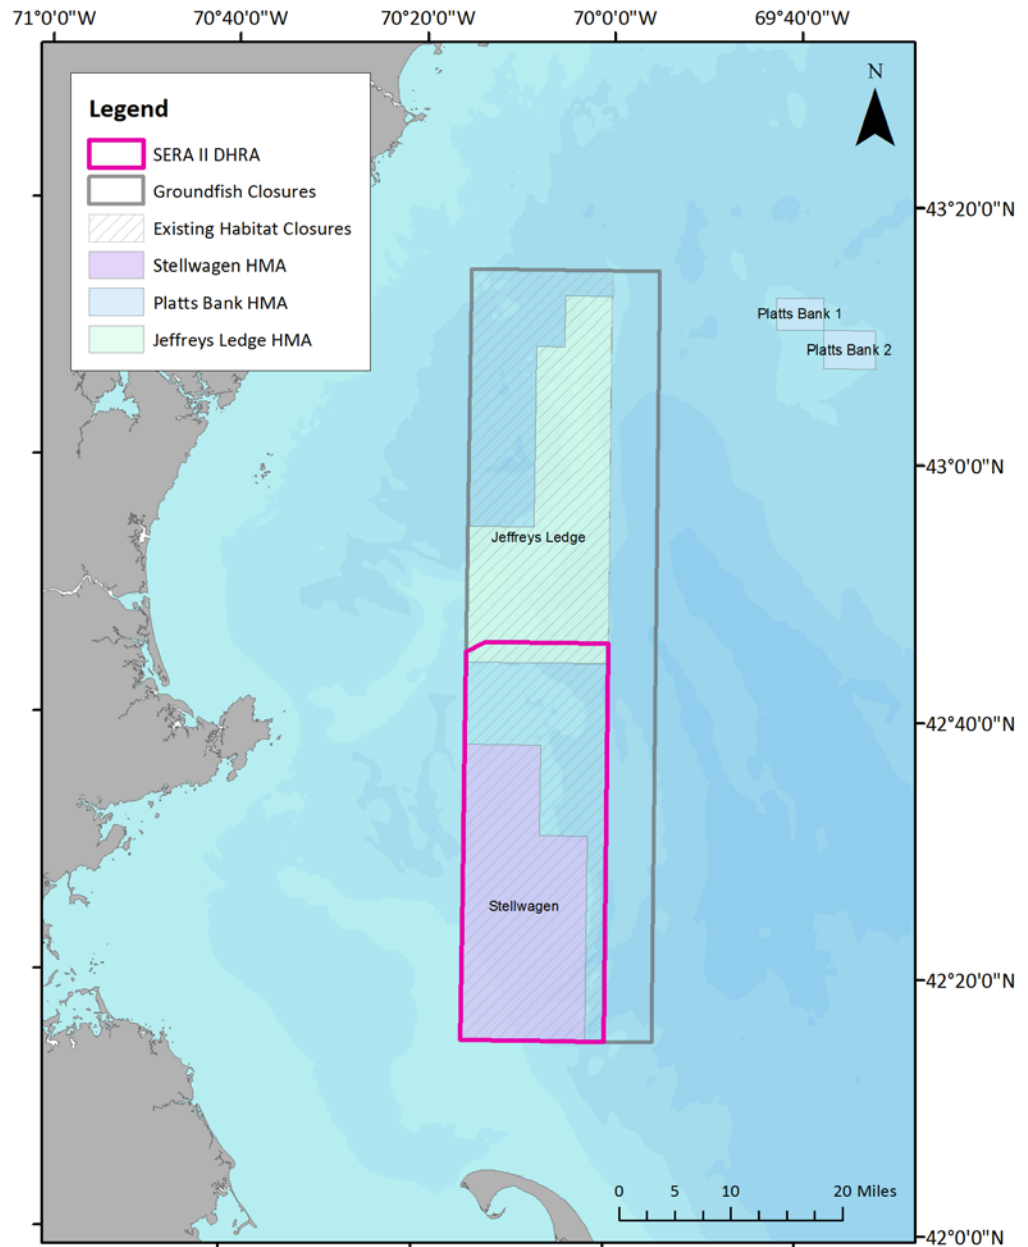 71°0'0"W 70°40'0"W 70°20'0"W 70°0'0"W 69°40'0"W
N
Legend
SERA II DHRA
Groundfish Closures
Existing Habitat Closures
Stellwagen HMA
Platts Bank HMA
Jeffreys Ledge HMA
43°20'0"N
Platts Bank 1
Platts Bank 2
43°0'0"N
Jeffreys Ledge
42°40'0"N
Stellwagen
42°20'0"N
0 5 10 20 Miles
42°0'0"N